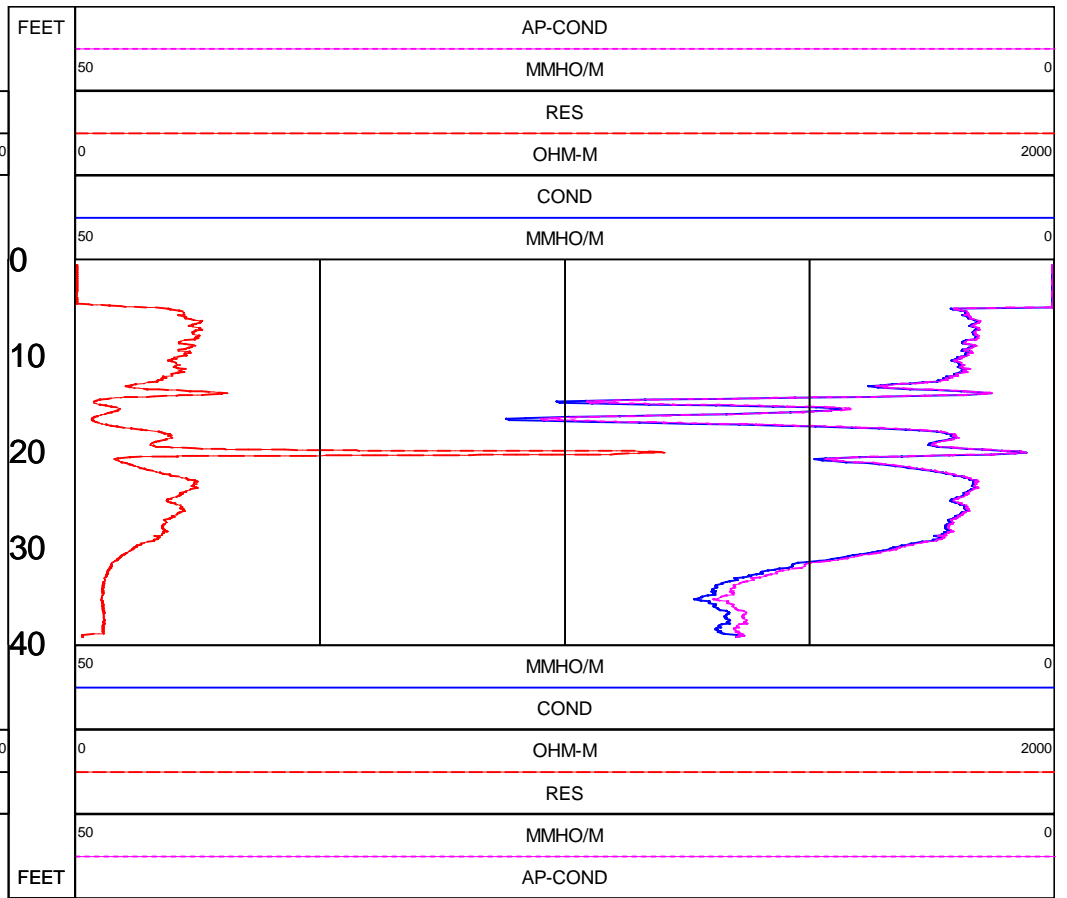 FEET AP-COND
50 MMHO/M 0
RES
0 0 OHM-M 2000
COND
50 MMHO/M 0
0
10
20
30
40
50 MMHO/M 0
COND
0 0 OHM-M 2000
RES
50 MMHO/M 0
FEET AP-COND